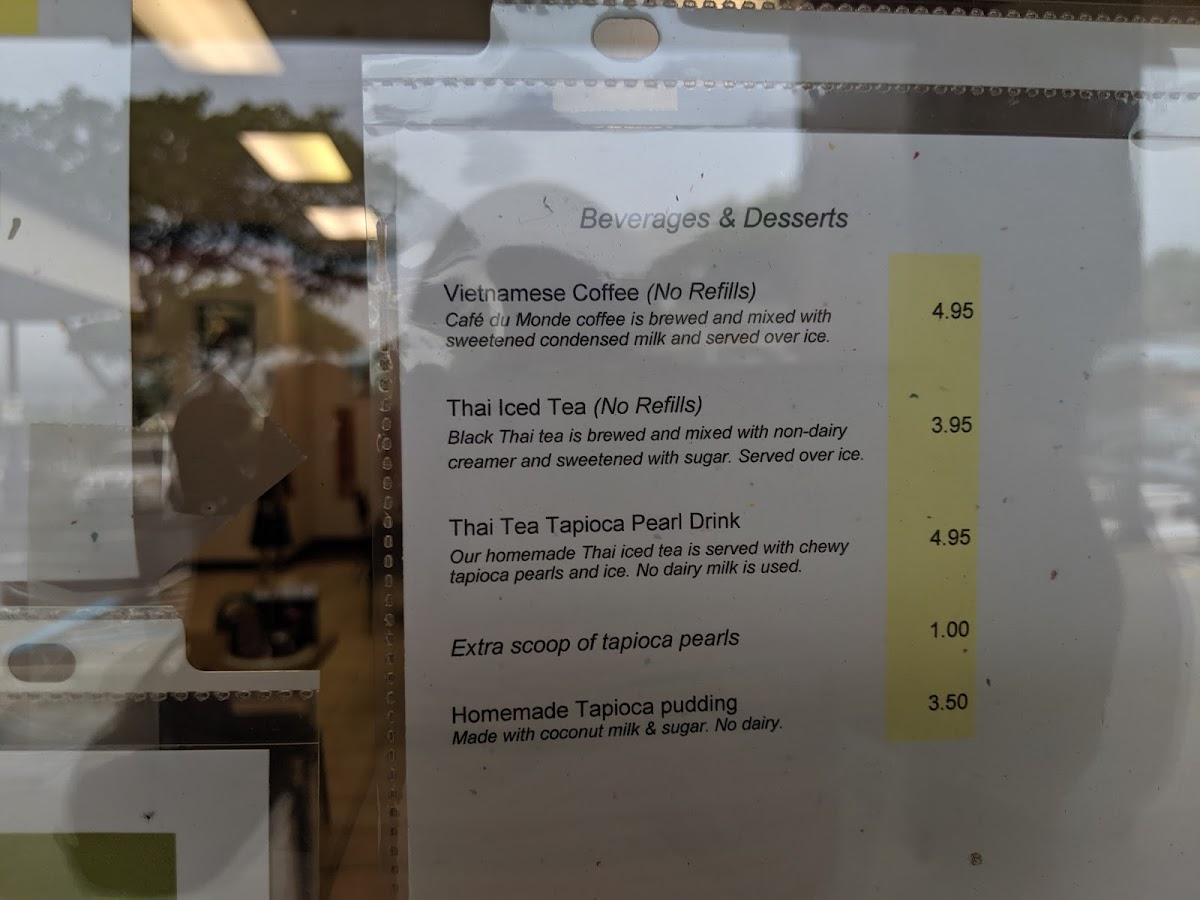 Beverages & Desserts
Vietnamese Coffee (No Refills)
4.95
Café du Monde coffee is brewed and mixed with
sweetened condensed milk and served over ice.
Thai Iced Tea (No Refills)
3.95
Black Thai tea is brewed and mixed with non-dairy
creamer and sweetened with sugar. Served over ice.
Thai Tea Tapioca Pearl Drink
4.95
Our homemade Thai iced tea is served with chewy
tapioca pearls and ice. No dairy milk is used.
Extra scoop of tapioca pearls
1.00
Homemade Tapioca pudding
3.50
Made with coconut milk & sugar. No dairy.